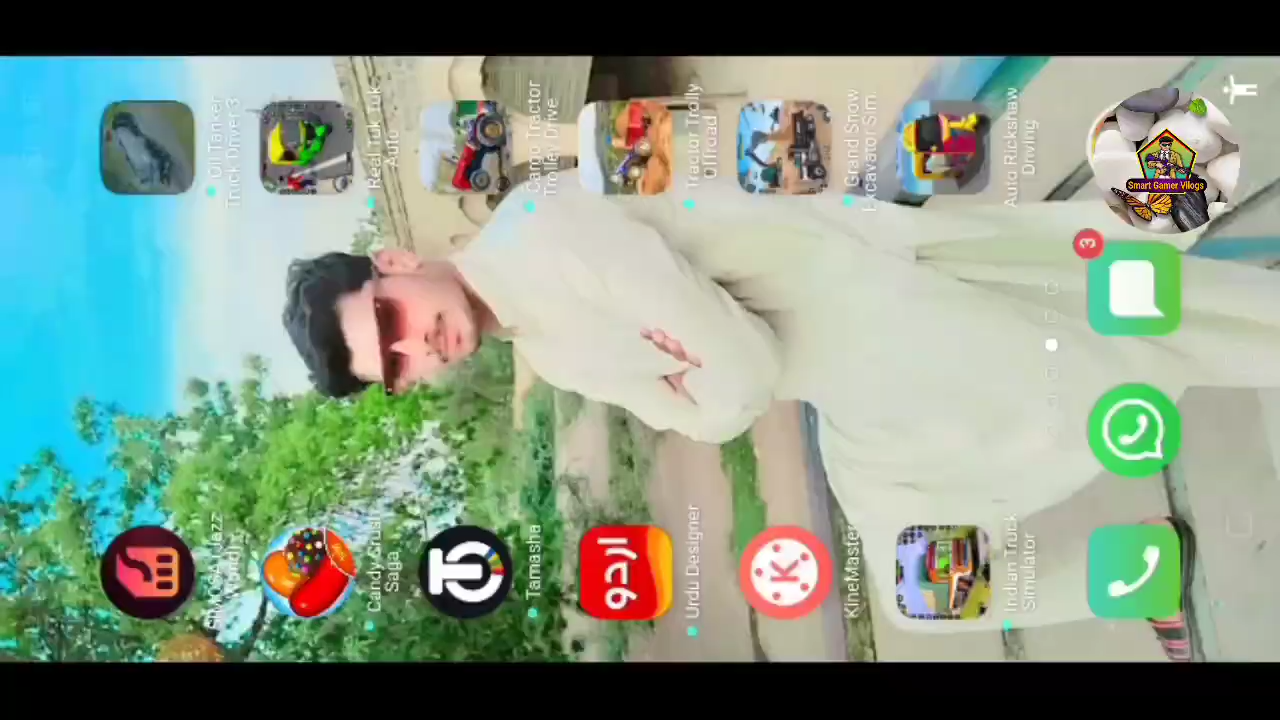 Oil Tanker
Truck Driver 3
Real Tuk Tuk
Auto
Cargo Tractor
Trolley Drive
Tractor Trolly
Offroad
Grand Snow
Excavator Sim.
Auto Rickshaw
Driving
Smart Gamer Vilogs
3
SIMOSA Jazz
World
Candy Crush
Saga
Tamasha
اردو
Urdu Designer
K
KineMaster
Indian Truck
Simulator